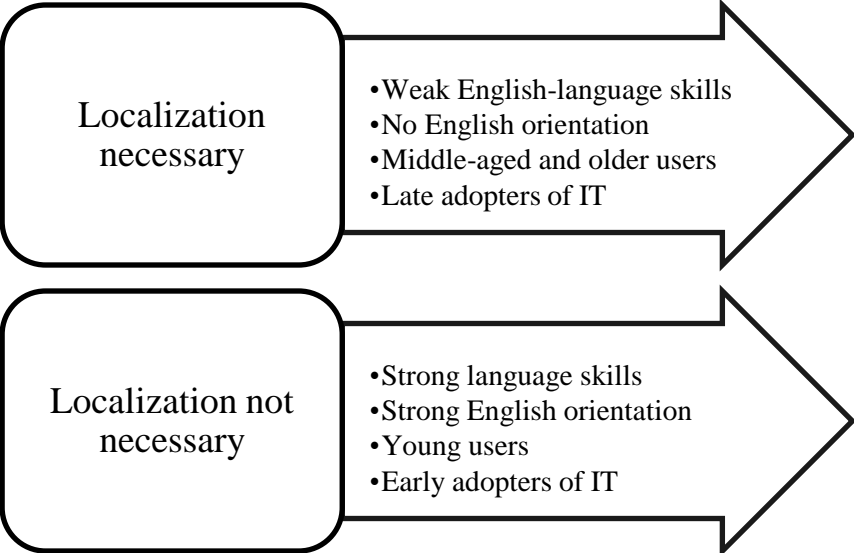 Localization
necessary
•Weak English-language skills
•No English orientation
•Middle-aged and older users
•Late adopters of IT
Localization not
necessary
•Strong language skills
•Strong English orientation
•Young users
•Early adopters of IT